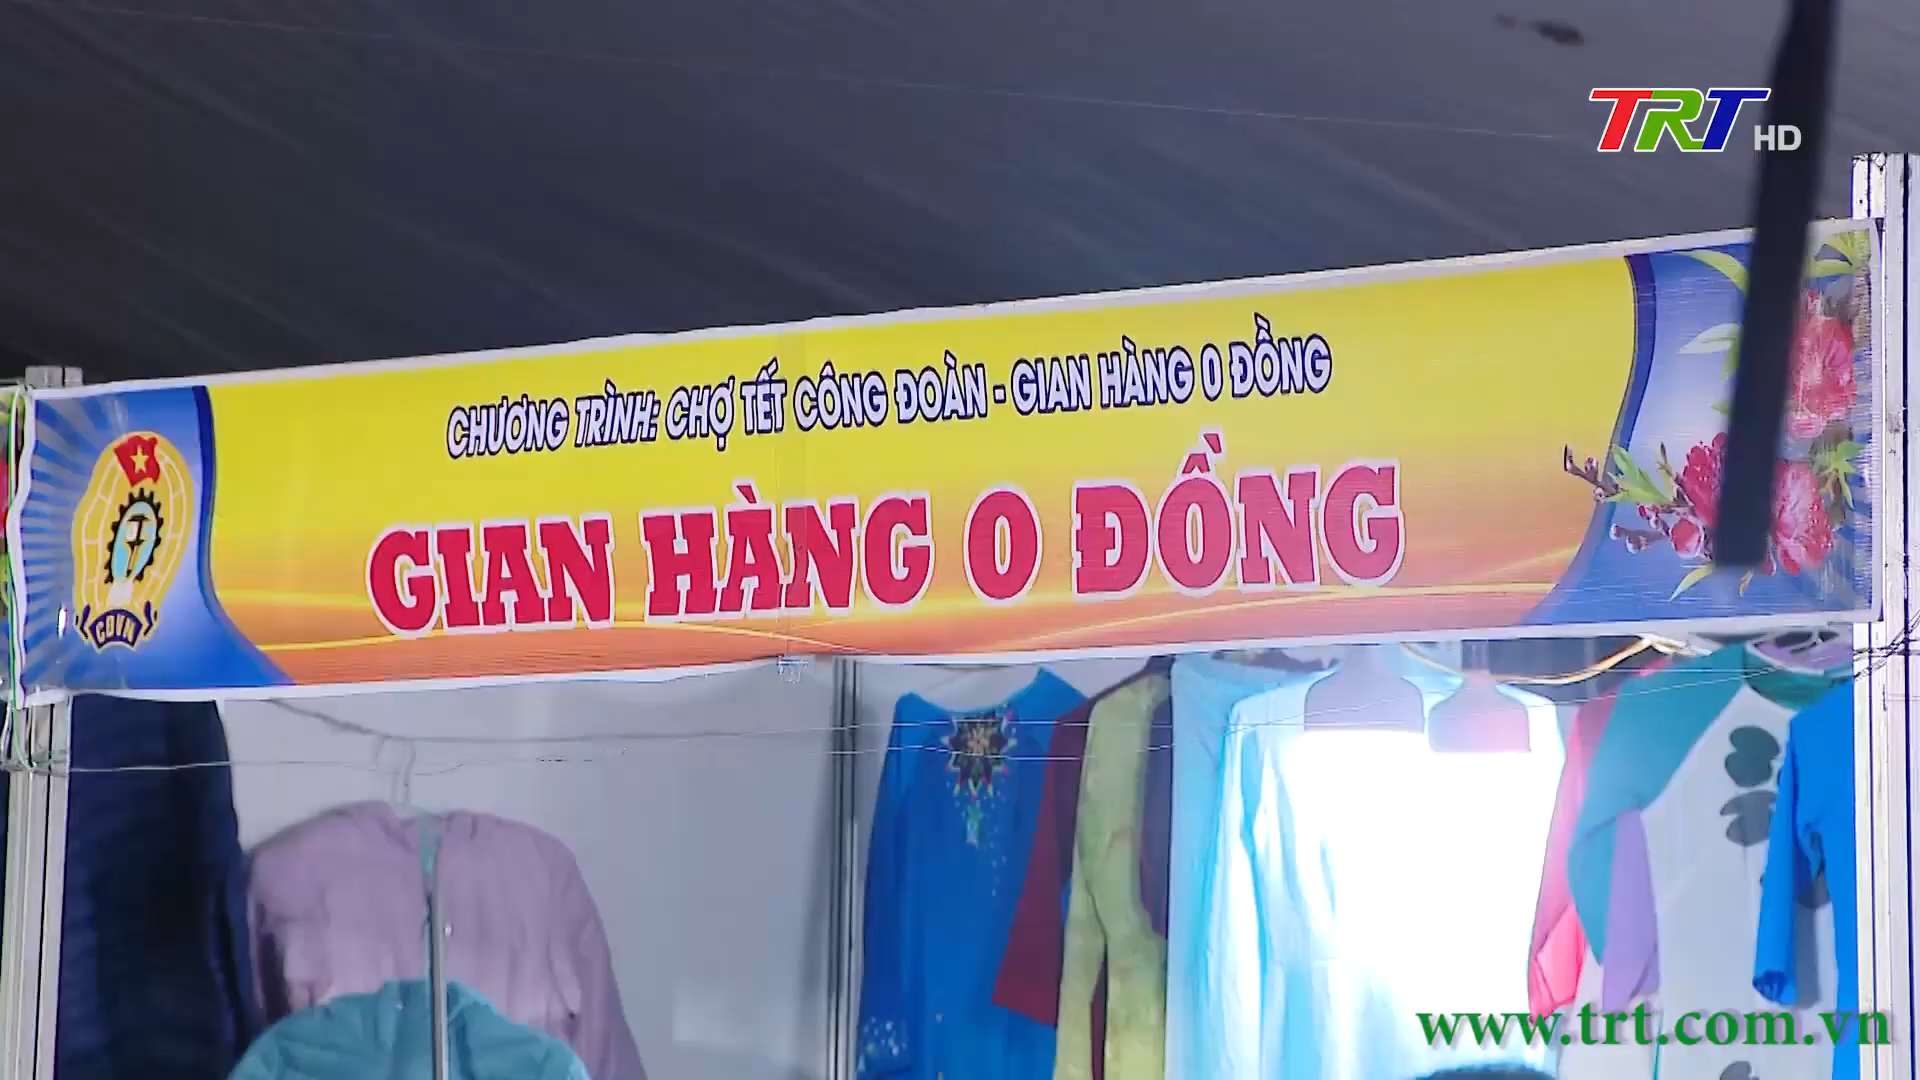 TRT HD
CHƯƠNG TRÌNH: CHỢ TẾT CÔNG ĐOÀN - GIAN HÀNG 0 ĐỒNG
GIAN HÀNG 0 ĐỒNG
CĐVN
www.trt.com.vn